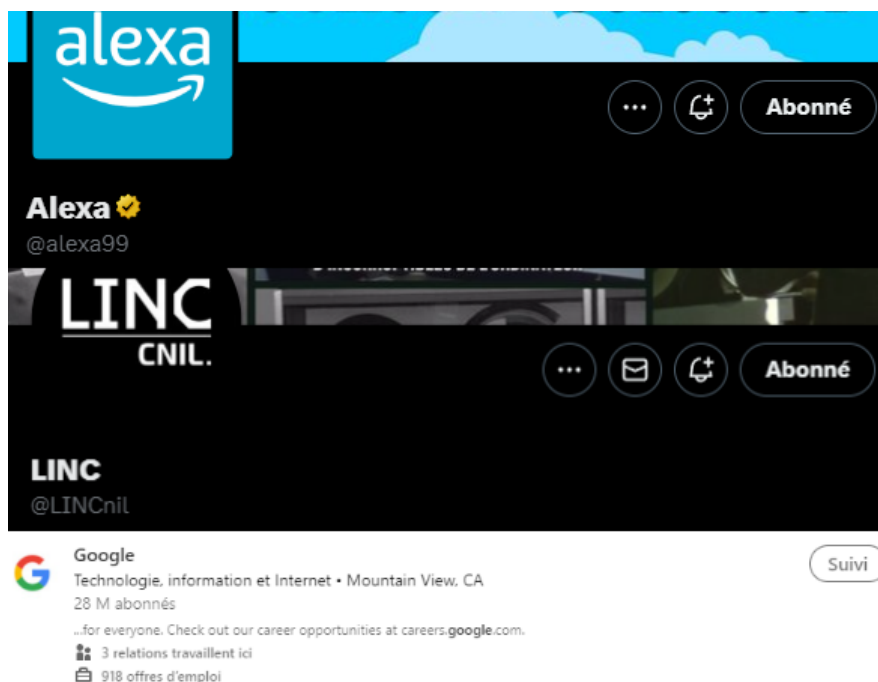 alexa
Abonné
Alexa
@alexa99
LINC
CNIL.
Abonné
LINC
@LINCnil
Google
Suivi
Technologie, information et Internet • Mountain View, CA
28 M abonnés
...for everyone. Check out our career opportunities at careers.google.com.
3 relations travaillent ici
918 offres d'emploi